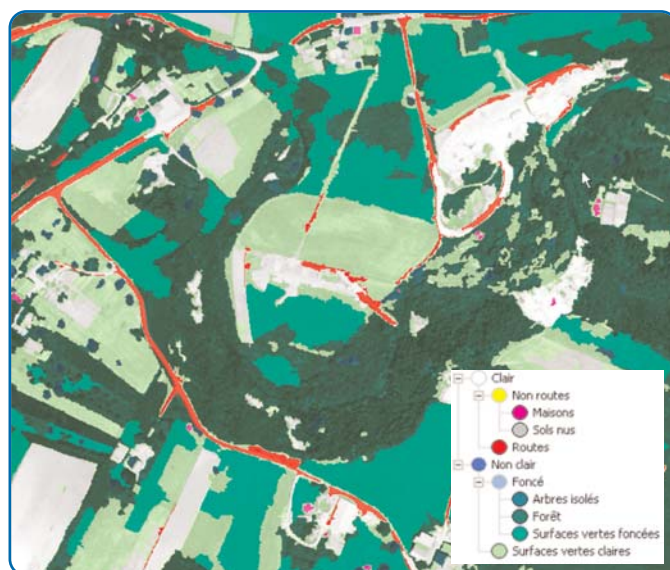 Clair
Non routes
Maisons
Sols nus
Routes
Non clair
Foncé
Arbres isolés
Forêt
Surfaces vertes foncées
Surfaces vertes claires